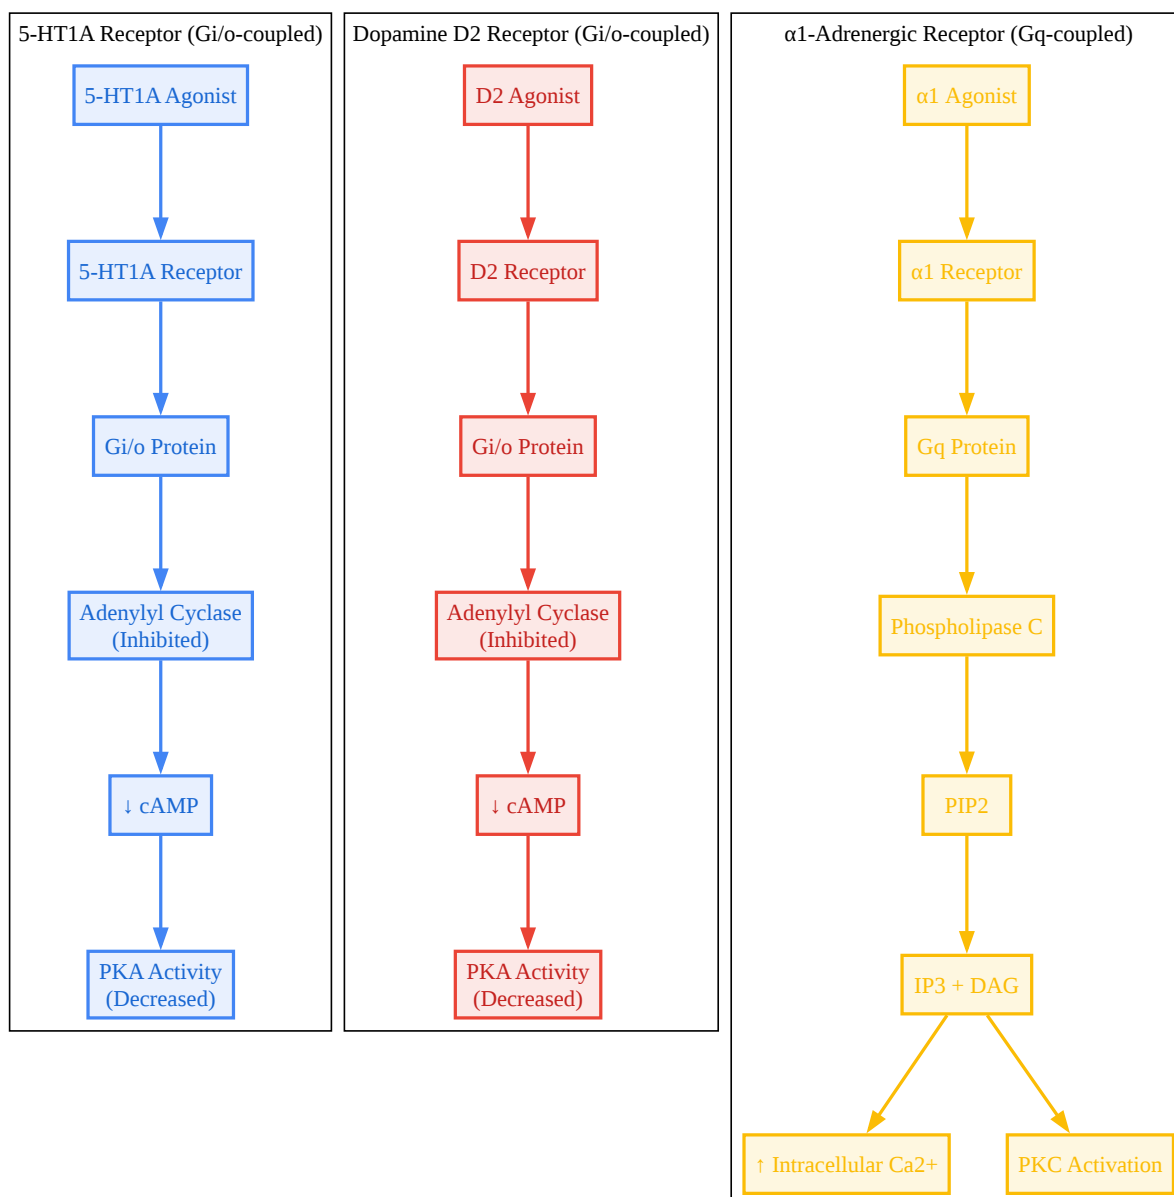 5-HT1A Receptor (Gi/o-coupled)
5-HT1A Agonist
5-HT1A Receptor
Gi/o Protein
Adenylyl Cyclase
(Inhibited)
↓ cAMP
PKA Activity
(Decreased)
Dopamine D2 Receptor (Gi/o-coupled)
D2 Agonist
D2 Receptor
Gi/o Protein
Adenylyl Cyclase
(Inhibited)
↓ cAMP
PKA Activity
(Decreased)
α1-Adrenergic Receptor (Gq-coupled)
α1 Agonist
α1 Receptor
Gq Protein
Phospholipase C
PIP2
IP3 + DAG
↑ Intracellular Ca2+
PKC Activation